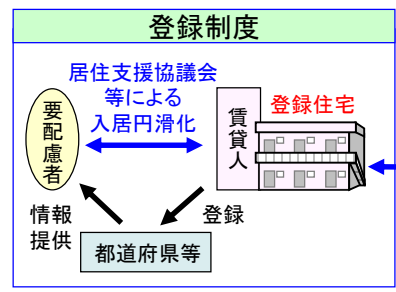 登録制度
居住支援協議会
等による
入居円滑化
要配慮者
賃貸人
登録住宅
情報
提供
登録
都道府県等